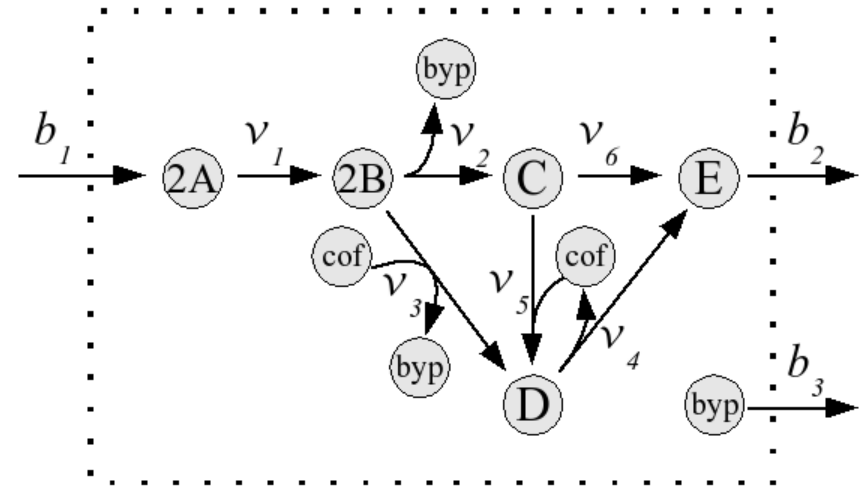 byp
b1 v1 v2 v6 b2
2A 2B C E
cof v3 v5 cof
v4
byp D byp b3